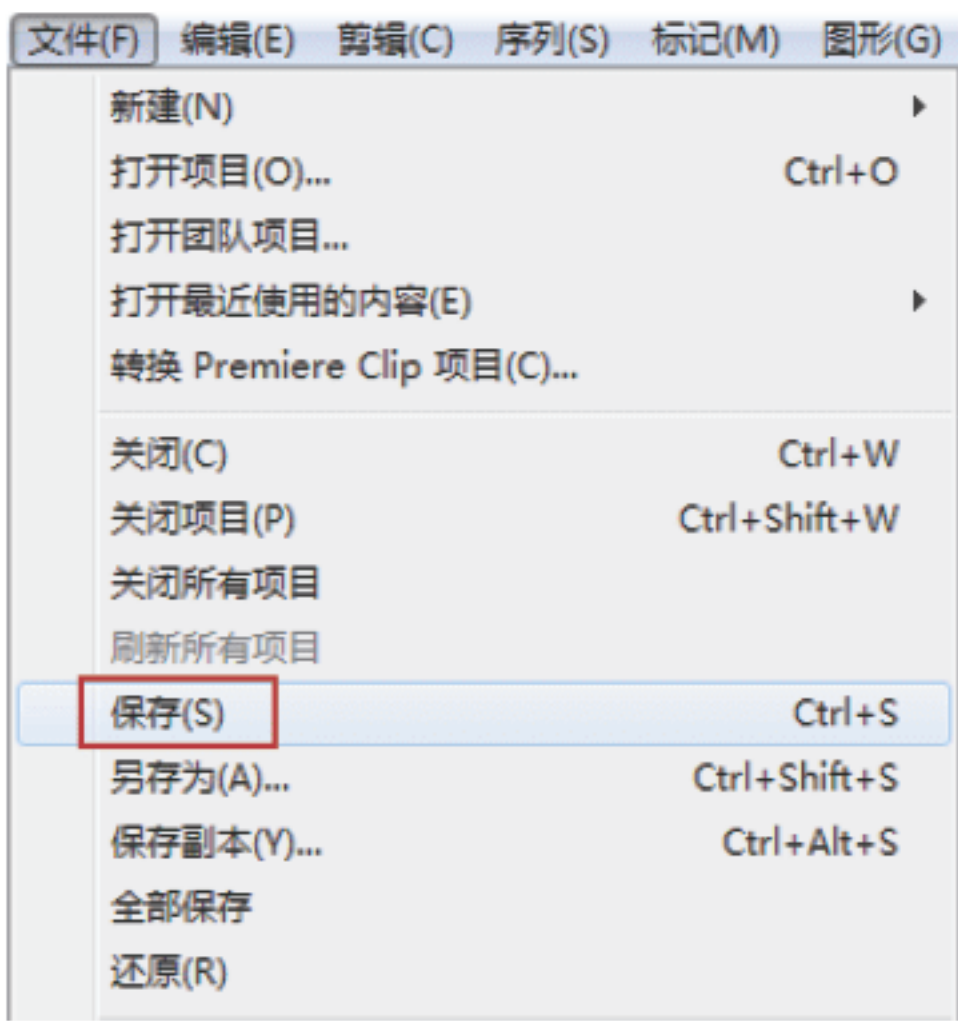 文件(F) 编辑(E) 剪辑(C) 序列(S) 标记(M) 图形(G)
新建(N)
打开项目(O)... Ctrl+O
打开团队项目...
打开最近使用的内容(E)
转换 Premiere Clip 项目(C)...
关闭(C) Ctrl+W
关闭项目(P) Ctrl+Shift+W
关闭所有项目
刷新所有项目
保存(S) Ctrl+S
另存为(A)... Ctrl+Shift+S
保存副本(Y)... Ctrl+Alt+S
全部保存
还原(R)